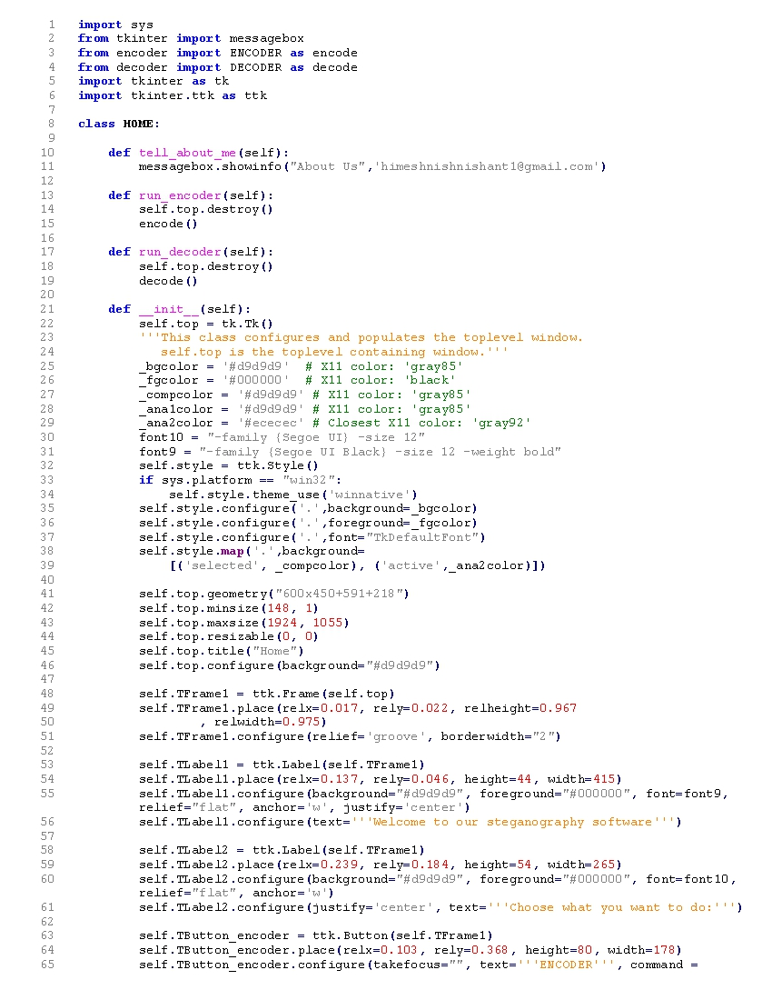 1 import sys
2 from tkinter import messagebox
3 from encoder import ENCODER as encode
4 from decoder import DECODER as decode
5 import tkinter as tk
6 import tkinter.ttk as ttk
7
8 class HOME:
9
10     def tell_about_me(self):
11         messagebox.showinfo("About Us",'himeshnishnishant1@gmail.com')
12
13     def run_encoder(self):
14         self.top.destroy()
15         encode()
16
17     def run_decoder(self):
18         self.top.destroy()
19         decode()
20
21     def __init__(self):
22         self.top = tk.Tk()
23         '''This class configures and populates the toplevel window.
24            self.top is the toplevel containing window.'''
25         _bgcolor = '#d9d9d9'  # X11 color: 'gray85'
26         _fgcolor = '#000000'  # X11 color: 'black'
27         _compcolor = '#d9d9d9' # X11 color: 'gray85'
28         _ana1color = '#d9d9d9' # X11 color: 'gray85'
29         _ana2color = '#ececec' # Closest X11 color: 'gray92'
30         font10 = "-family {Segoe UI} -size 12"
31         font9 = "-family {Segoe UI Black} -size 12 -weight bold"
32         self.style = ttk.Style()
33         if sys.platform == "win32":
34             self.style.theme_use('winnative')
35         self.style.configure('.',background=_bgcolor)
36         self.style.configure('.',foreground=_fgcolor)
37         self.style.configure('.',font="TkDefaultFont")
38         self.style.map('.',background=
39             [('selected', _compcolor), ('active',_ana2color)])
40
41         self.top.geometry("600x450+591+218")
42         self.top.minsize(148, 1)
43         self.top.maxsize(1924, 1055)
44         self.top.resizable(0, 0)
45         self.top.title("Home")
46         self.top.configure(background="#d9d9d9")
47
48         self.TFrame1 = ttk.Frame(self.top)
49         self.TFrame1.place(relx=0.017, rely=0.022, relheight=0.967
50                 , relwidth=0.975)
51         self.TFrame1.configure(relief='groove', borderwidth="2")
52
53         self.TLabel1 = ttk.Label(self.TFrame1)
54         self.TLabel1.place(relx=0.137, rely=0.046, height=44, width=415)
55         self.TLabel1.configure(background="#d9d9d9", foreground="#000000", font=font9,
relief="flat", anchor='w', justify='center')
56         self.TLabel1.configure(text='''Welcome to our steganography software''')
57
58         self.TLabel2 = ttk.Label(self.TFrame1)
59         self.TLabel2.place(relx=0.239, rely=0.184, height=54, width=265)
60         self.TLabel2.configure(background="#d9d9d9", foreground="#000000", font=font10,
relief="flat", anchor='w')
61         self.TLabel2.configure(justify='center', text='''Choose what you want to do:''')
62
63         self.TButton_encoder = ttk.Button(self.TFrame1)
64         self.TButton_encoder.place(relx=0.103, rely=0.368, height=80, width=178)
65         self.TButton_encoder.configure(takefocus="", text='''ENCODER''', command =